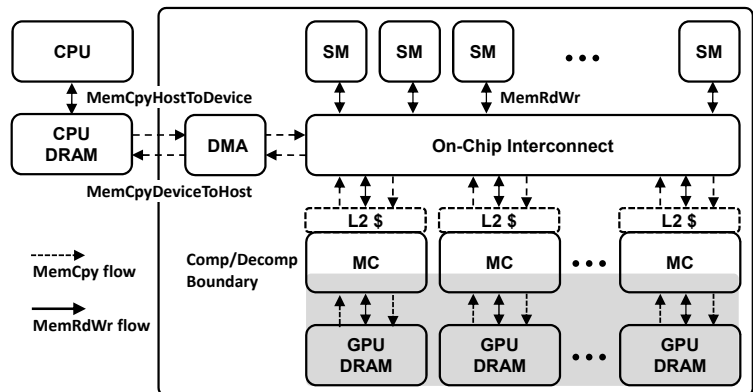 CPU
SM SM SM SM
MemCpyHostToDevice
MemRdWr
CPU
DRAM
DMA
On-Chip Interconnect
MemCpyDeviceToHost
L2 $ L2 $ L2 $
MemCpy flow
Comp/Decomp
Boundary
MC MC MC
MemRdWr flow
GPU
DRAM
GPU
DRAM
GPU
DRAM